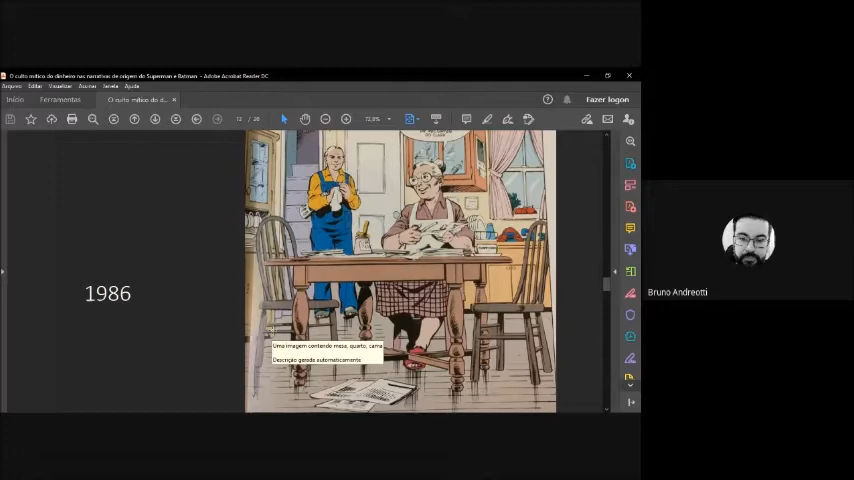 O culto mítico do dinheiro nas narrativas de origem do Superman e Batman - Adobe Acrobat Reader DC
Arquivo Editar Visualizar Assinar Janela Ajuda
Início Ferramentas O culto mítico do d... × Fazer logon
12 / 20 72,8%
1986
Bruno Andreotti
Uma imagem contendo mesa, quarto, cama
Descrição gerada automaticamente